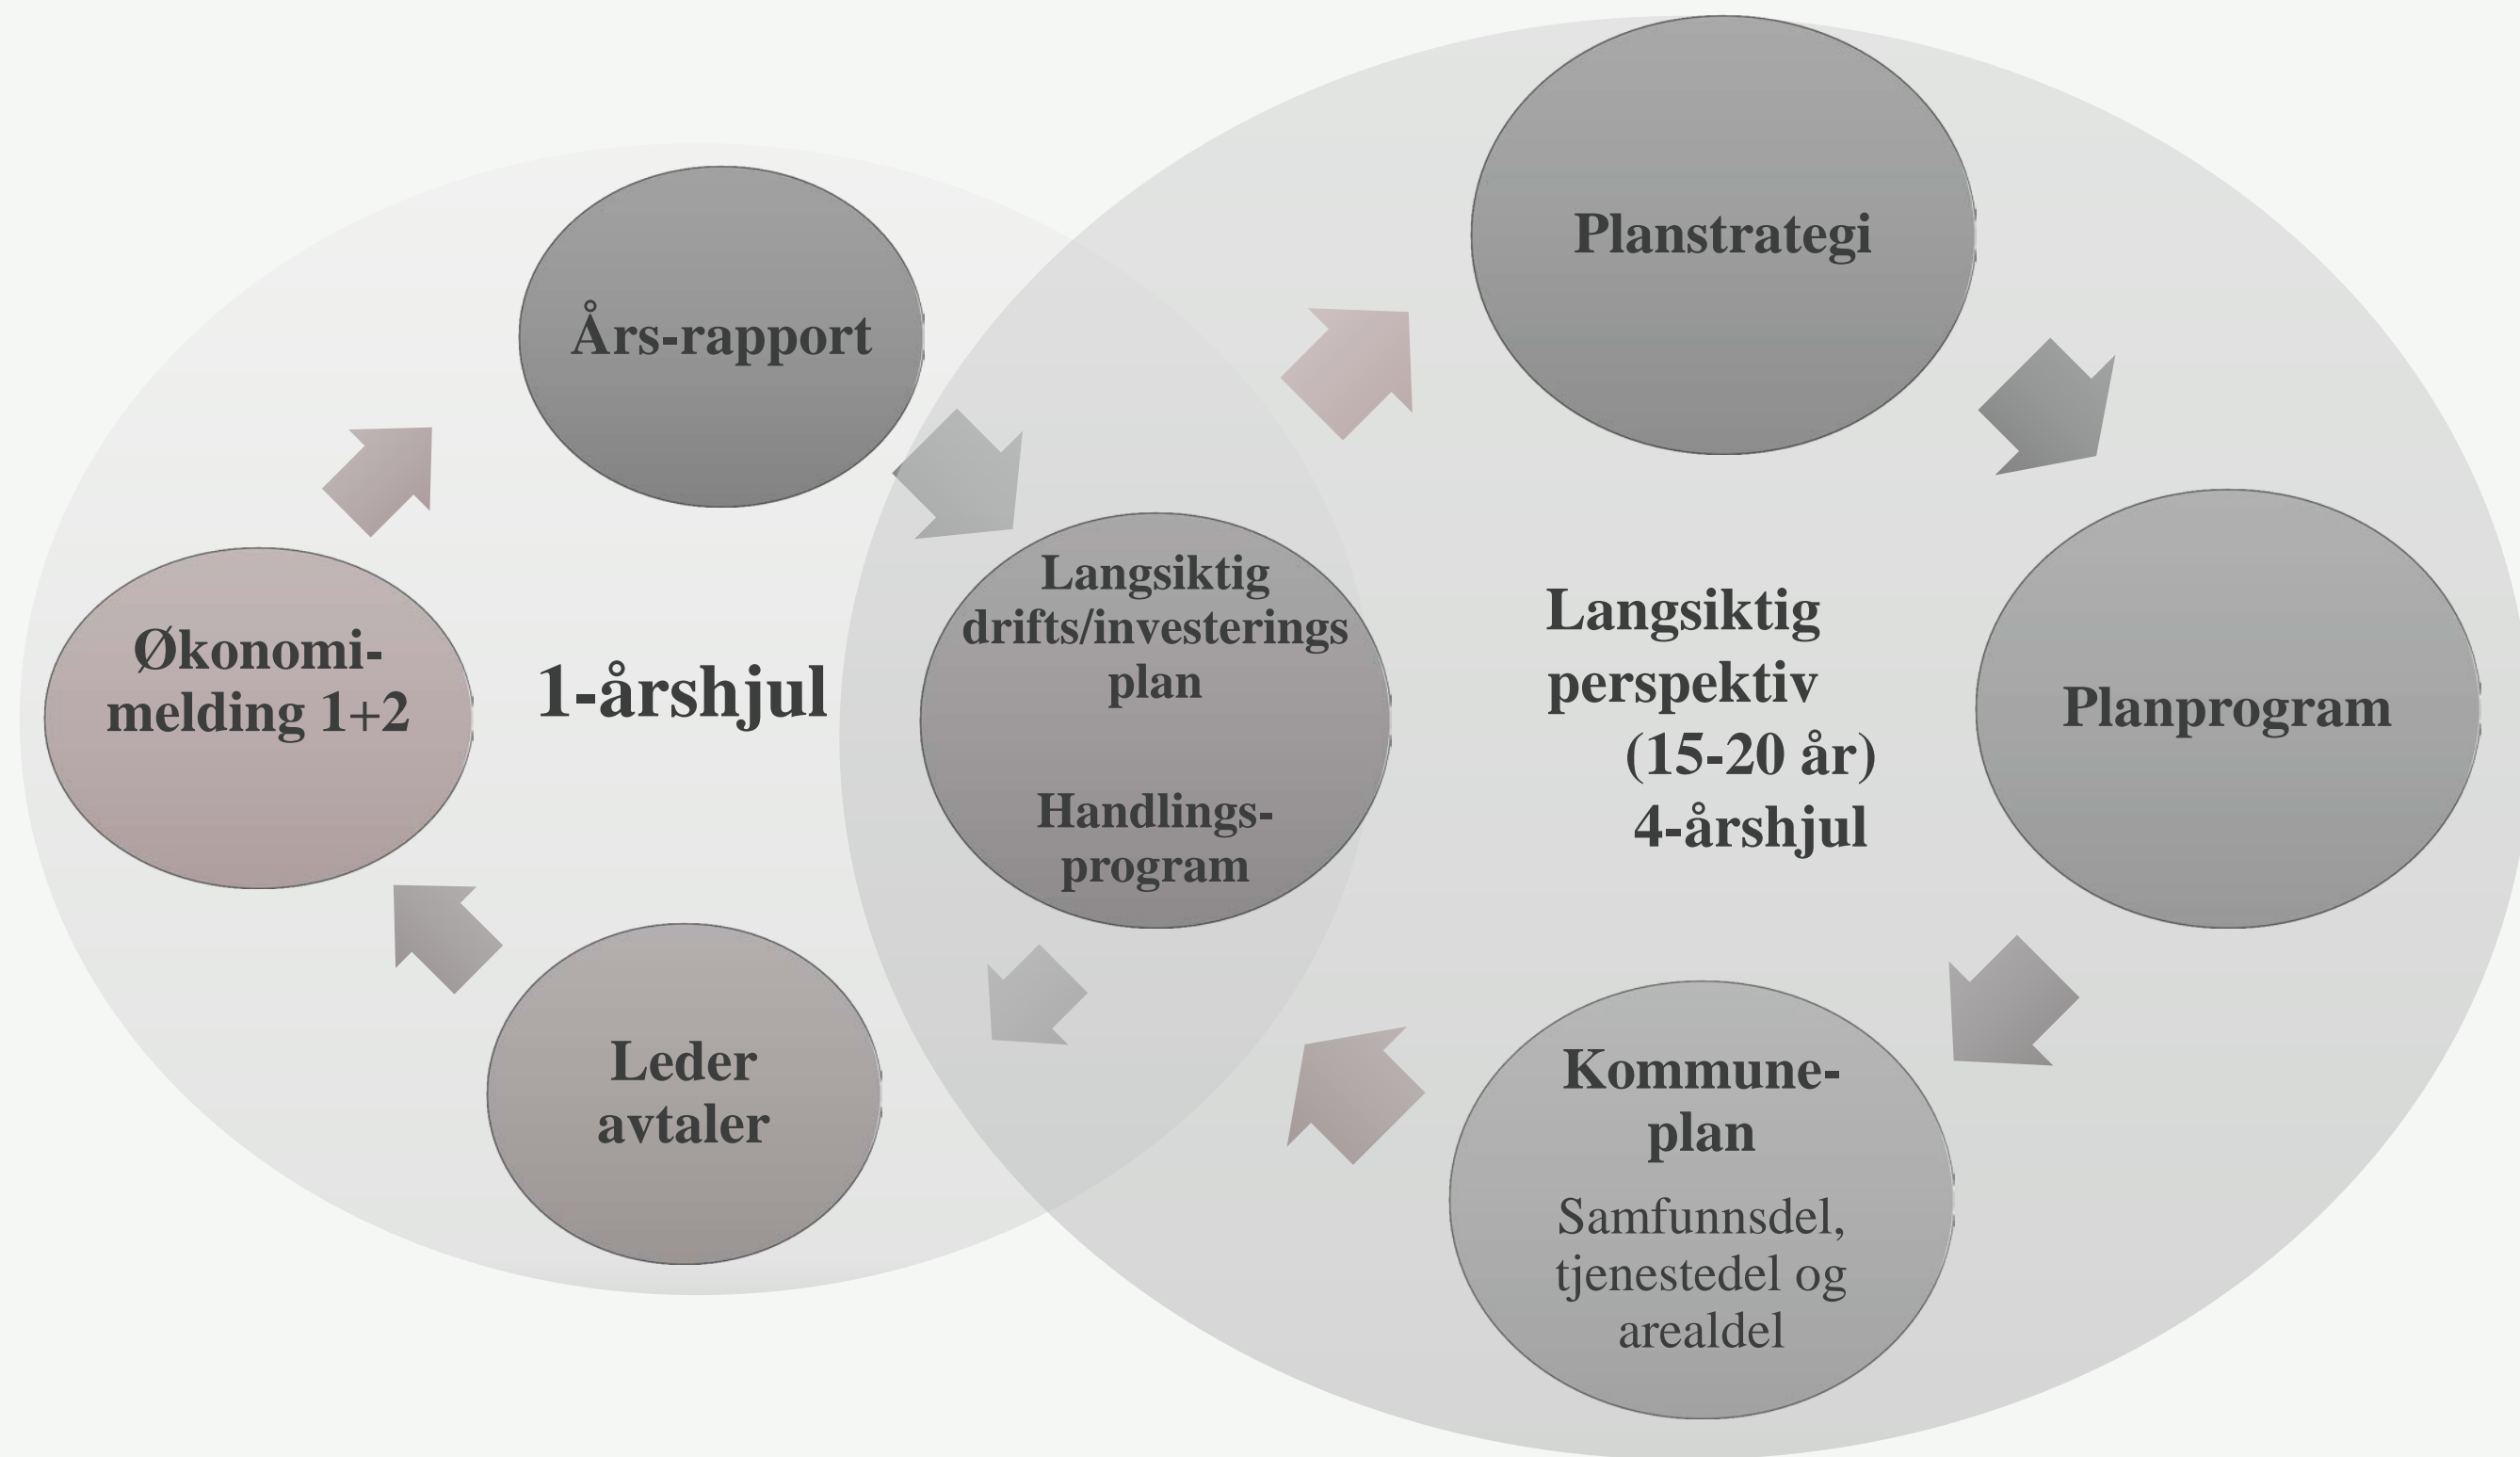 Planstrategi
Års-rapport
Langsiktig
drifts/investerings
plan
Handlings-
program
Økonomi-
melding 1+2
1-årshjul
Langsiktig
perspektiv
(15-20 år)
4-årshjul
Planprogram
Leder
avtaler
Kommune-
plan
Samfunnsdel,
tjenestedel og
arealdel